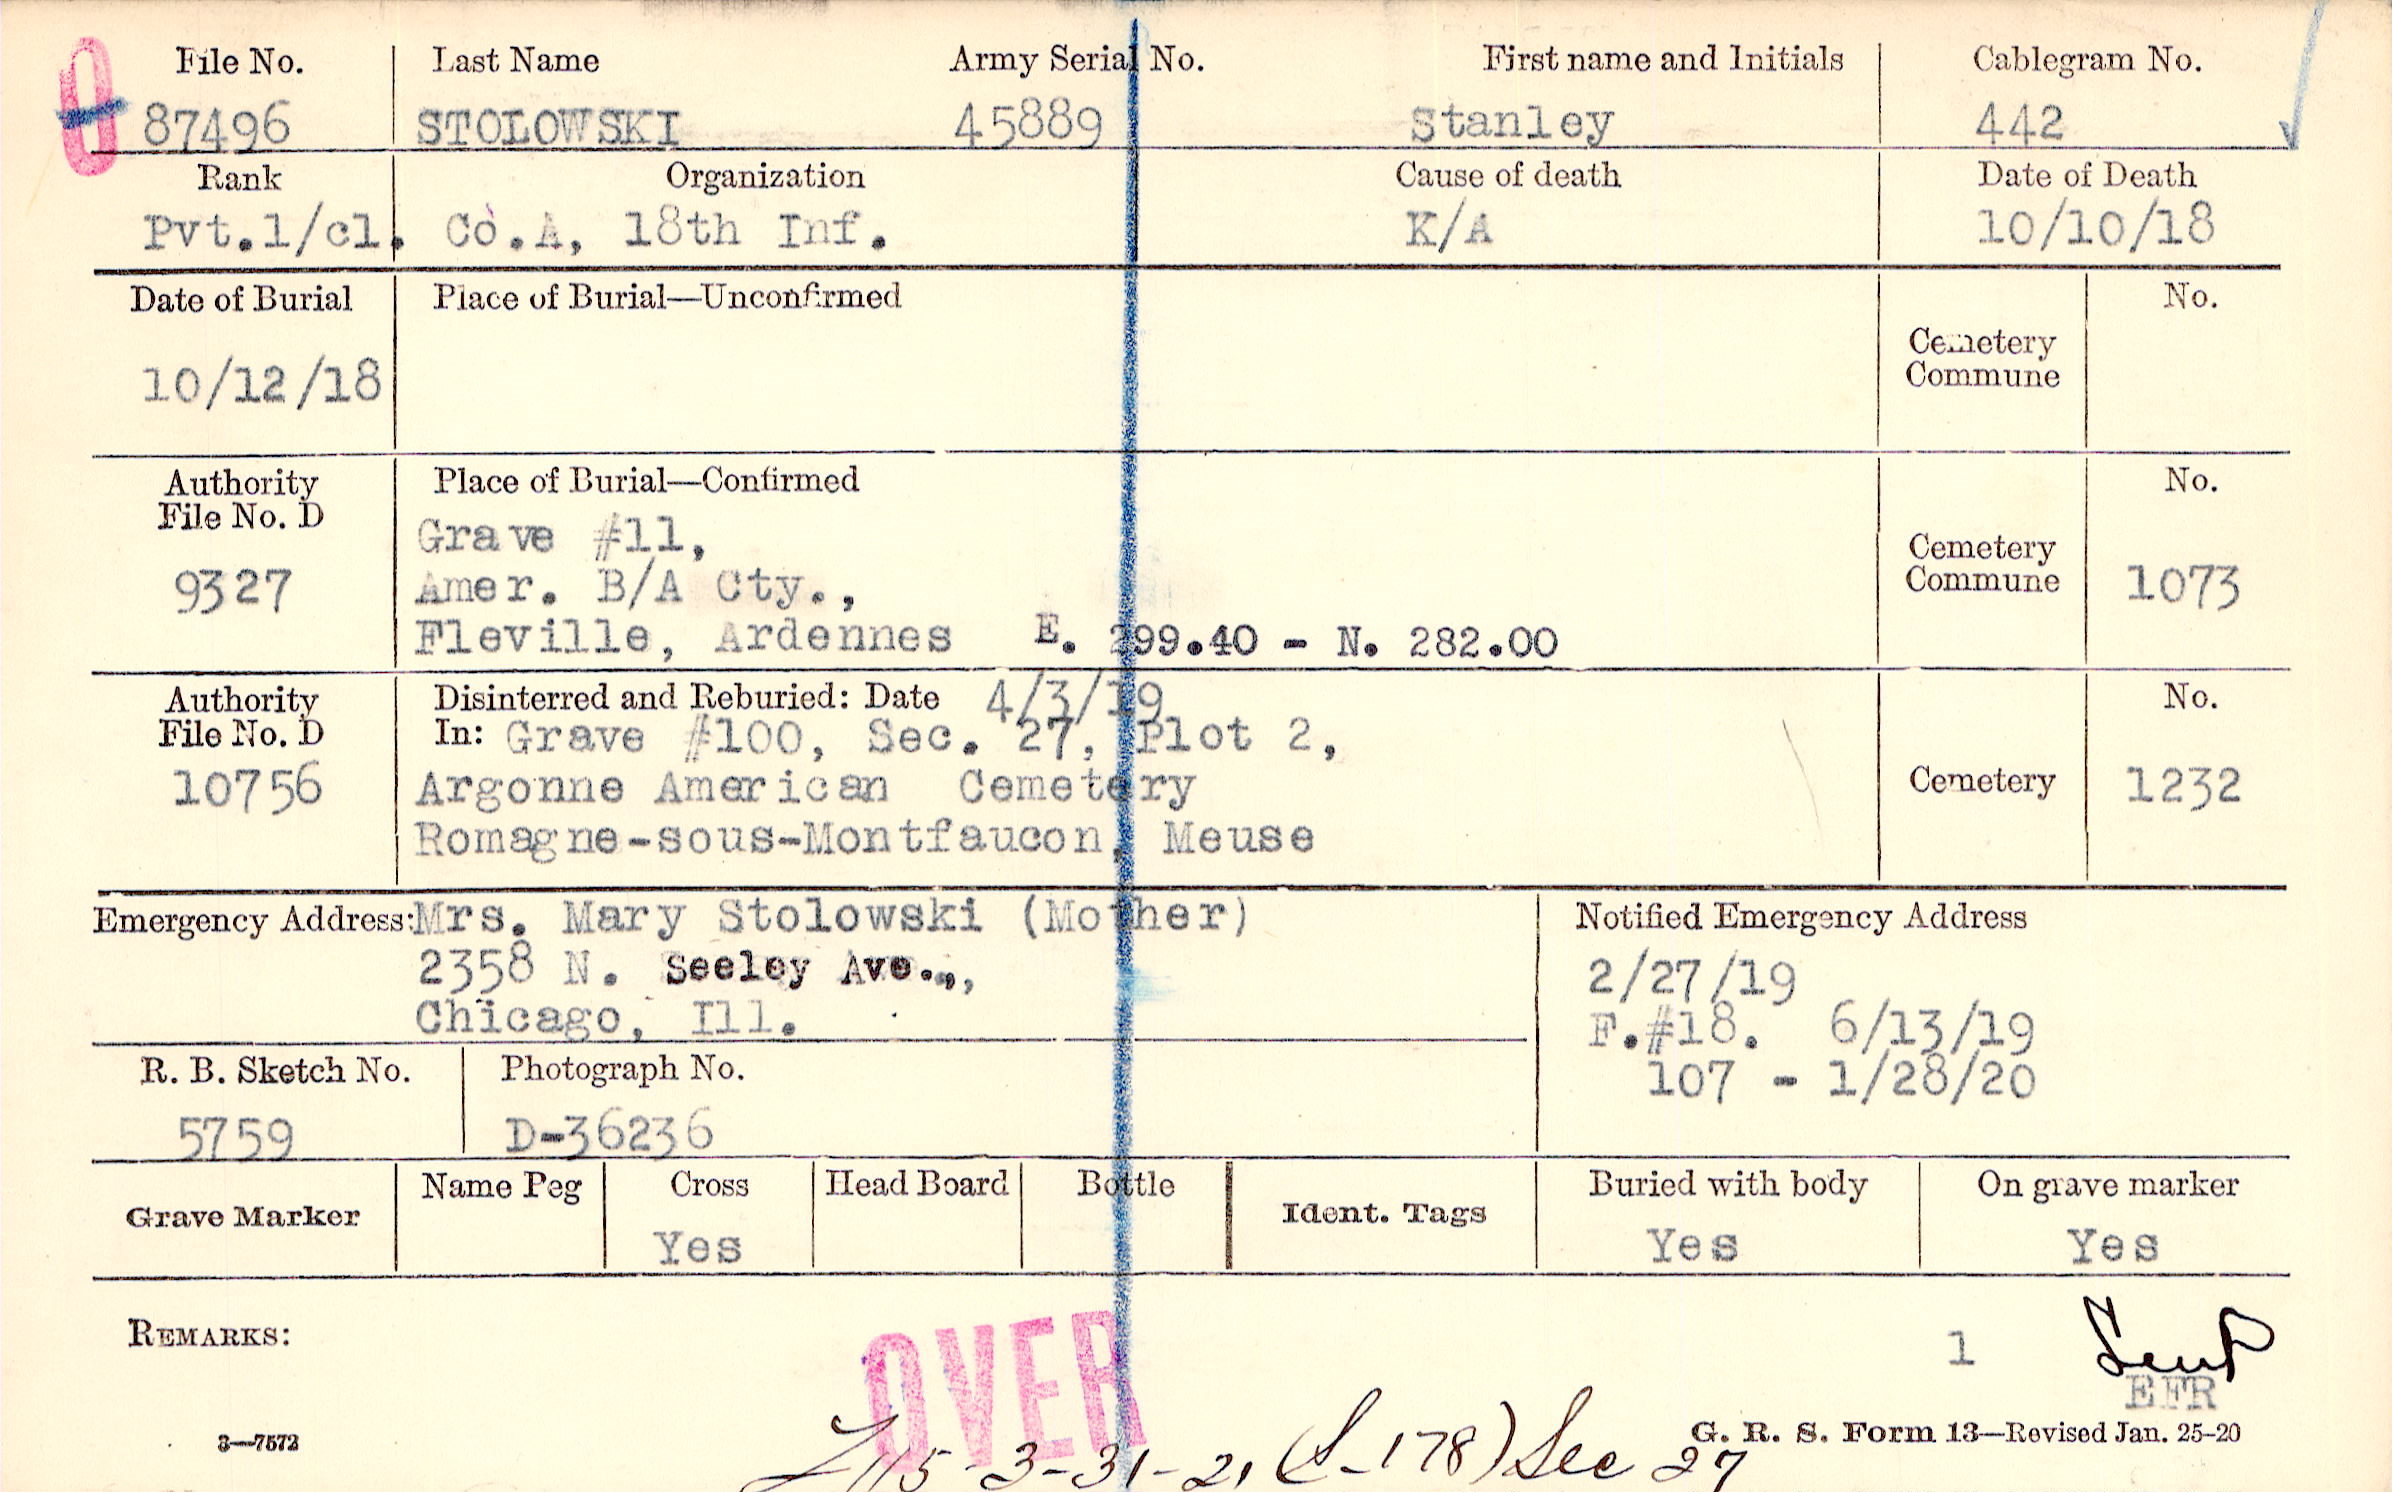 File No. Last Name Army Serial No. First name and Initials Cablegram No.
0 87496 STOLOWSKI 45889 Stanley 442
Rank Organization Cause of death Date of Death
Pvt.1/cl. Co.A, 18th Inf. K/A 10/10/18
Date of Burial Place of Burial—Unconfirmed No.
10/12/18 Cemetery
Commune
Authority Place of Burial—Confirmed No.
File No. D
Grave #11,
9327 Amer. B/A Cty., Cemetery
Commune 1073
Fleville, Ardennes E. 299.40 - N. 282.00
Authority Disinterred and Reburied: Date 4/3/19 No.
File No. D In: Grave #100, Sec. 27, Plot 2,
10756 Argonne American Cemetery Cemetery 1232
Romagne-sous-Montfaucon, Meuse
Emergency Address: Mrs. Mary Stolowski (Mother) Notified Emergency Address
2358 N. Seeley Ave., 2/27/19
Chicago, Ill. F.#18. 6/13/19
R. B. Sketch No. Photograph No. 107 - 1/28/20
5759 D-36236
Grave Marker Name Peg Cross Head Board Bottle Ident. Tags Buried with body On grave marker
Yes Yes Yes
REMARKS: 1
EFR
OVER
3—7572 G. R. S. Form 13—Revised Jan. 25-20
3-31-21 (S-178) Sec 27